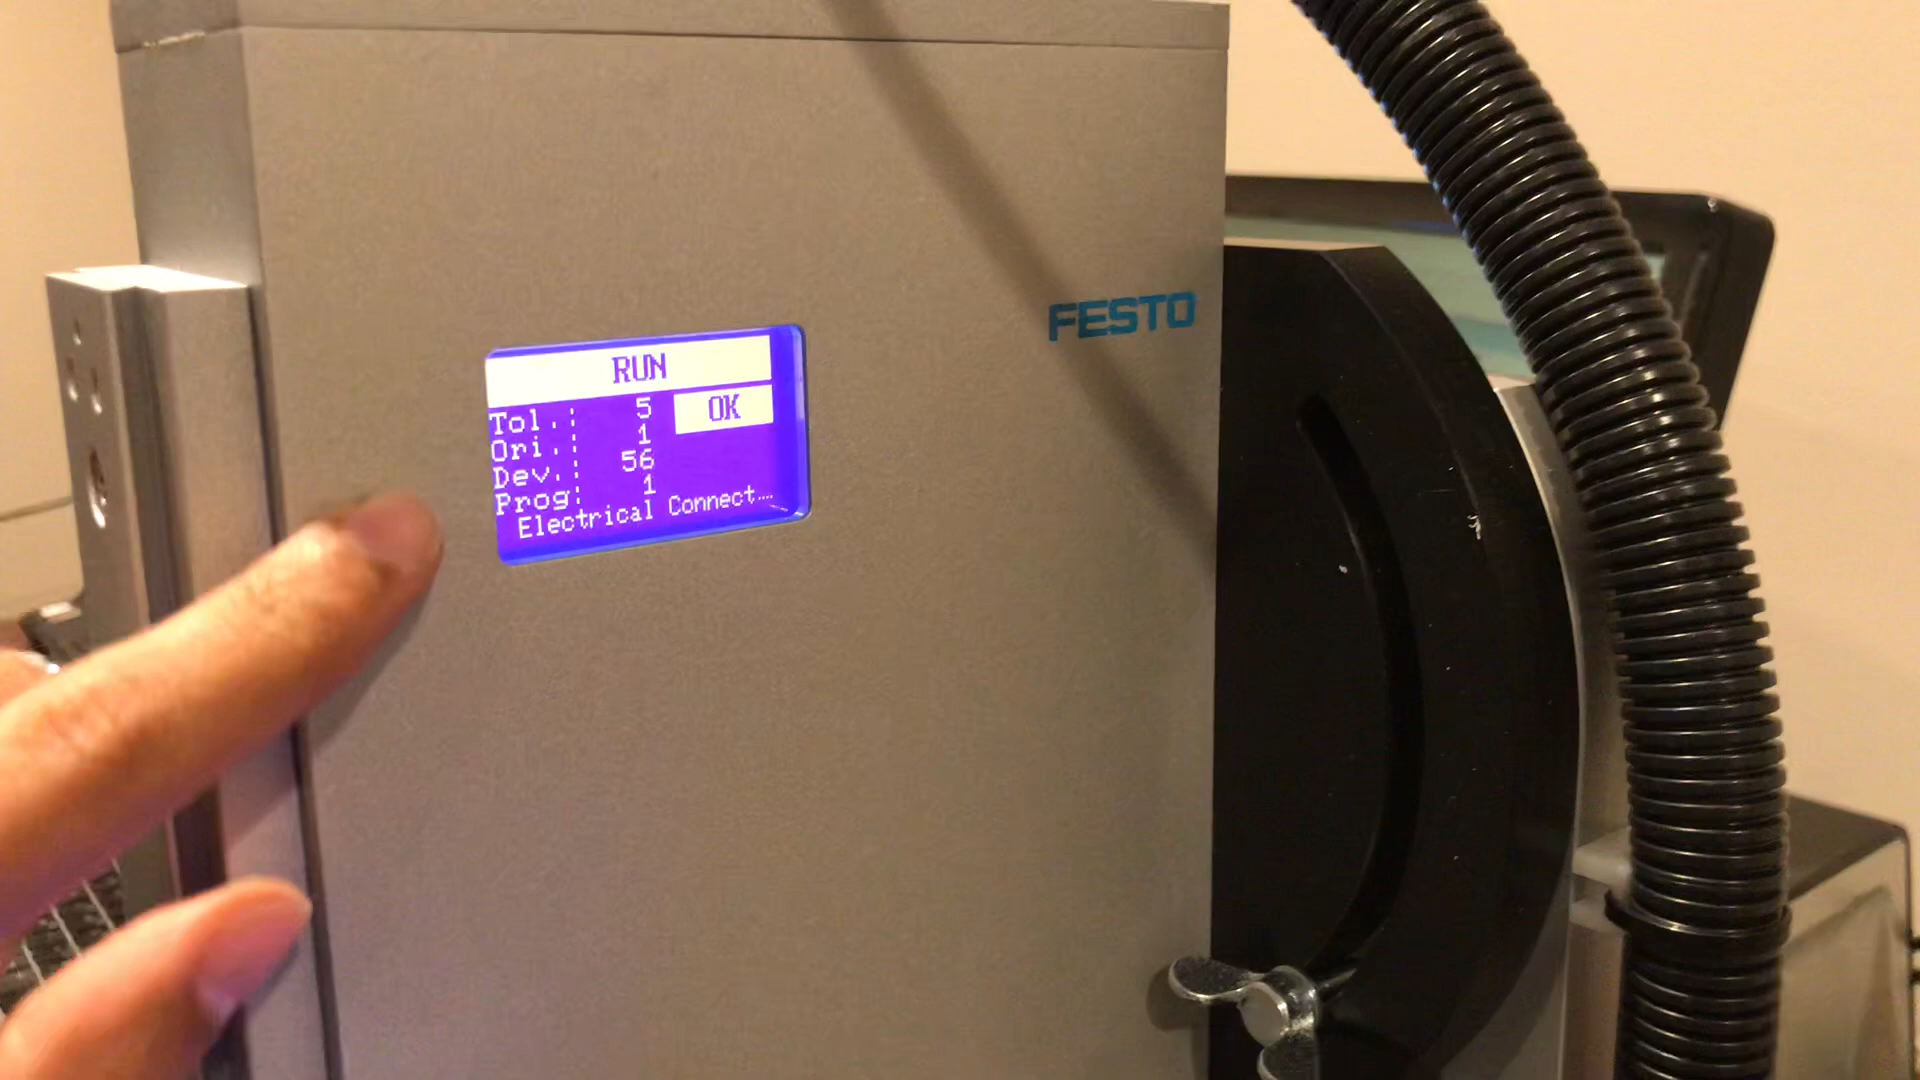 RUN
Tol.: 5 OK
Ori.: 1
Dev.: 56
Prog: 1
Electrical Connect....
FESTO